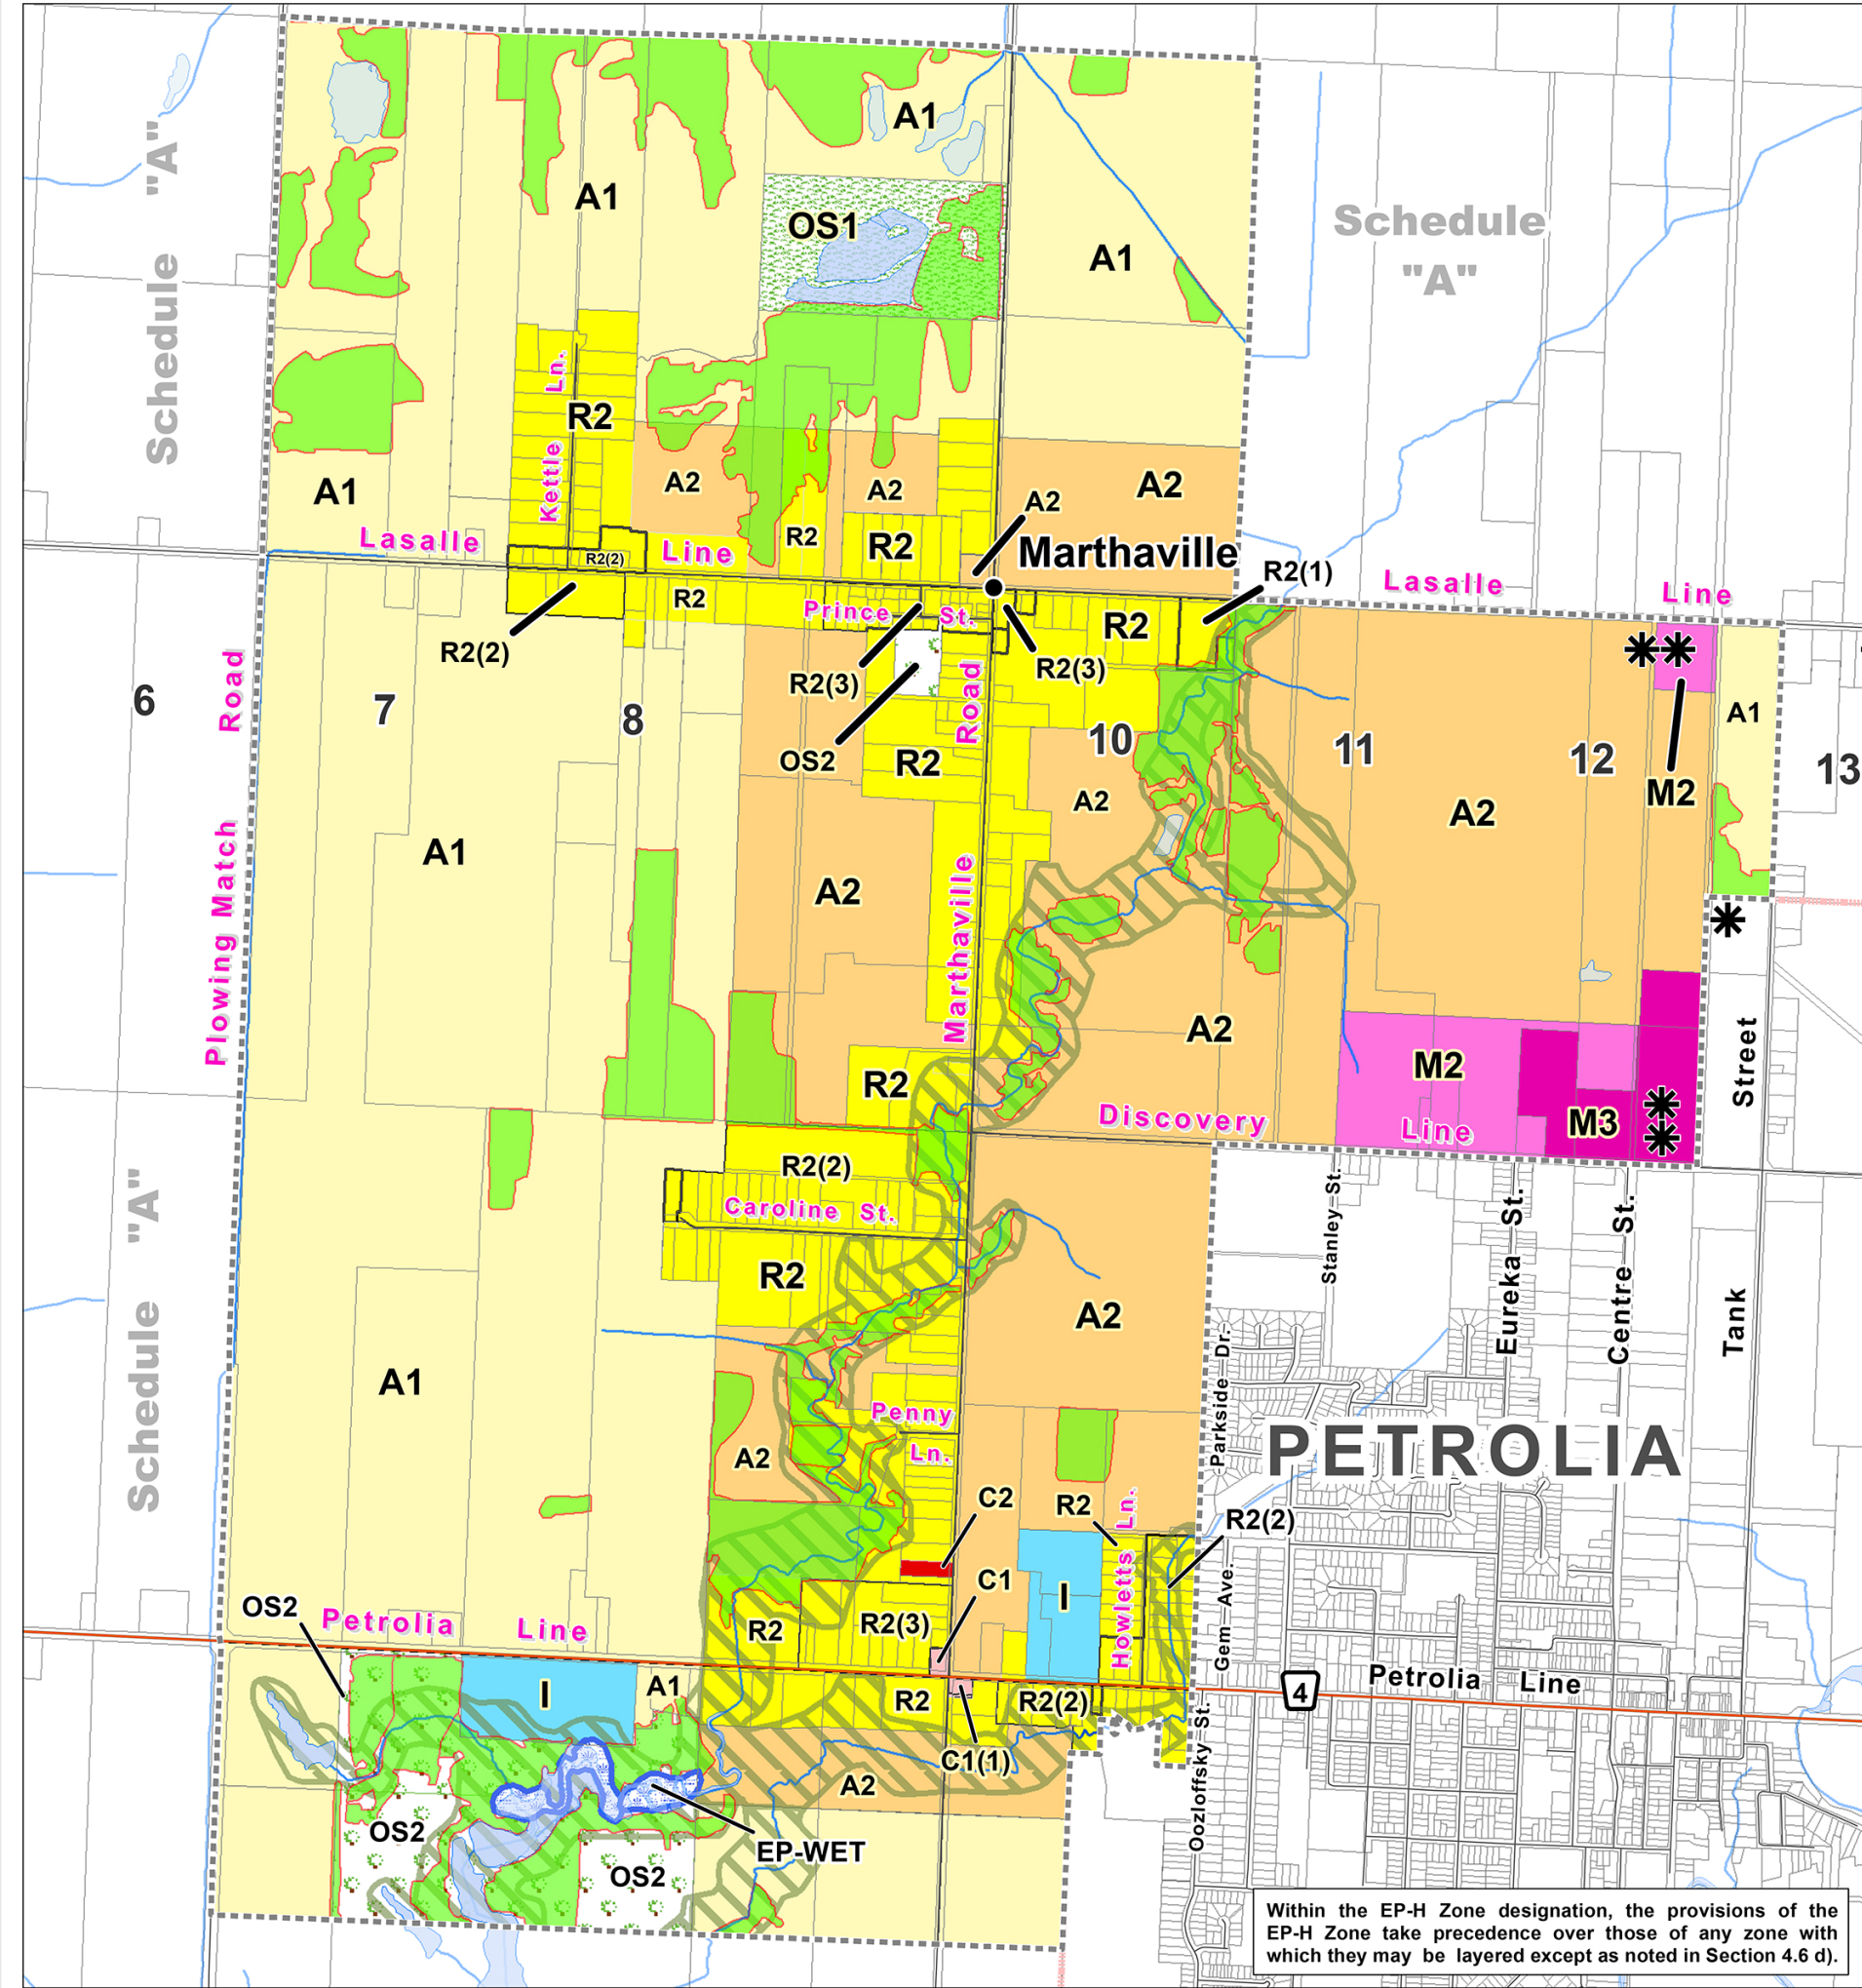 A1
Schedule "A"
A1
OS1
Schedule
"A"
A1
Kettle Ln.
R2
A1
A2
A2
A2
A2
R2
R2
Marthaville
Lasalle Line
R2(2)
R2(1)
Lasalle Line
R2
Prince St.
R2
R2(2)
R2(3)
R2(3)
OS2
6
7
8
10
11
12
13
A1
M2
Plowing Match Road
Marthaville Road
R2
A2
A2
A1
A2
A2
R2
M2
M3
Discovery Line
Street
Tank
R2(2)
Caroline St.
Stanley St.
Eureka St.
Centre St.
Schedule "A"
R2
A2
A1
Parkside Dr.
Penny
Ln.
PETROLIA
A2
C2
R2
Howletts Ln.
R2(2)
C1
I
Gem Ave.
OS2
Petrolia Line
R2
R2(3)
I
A1
R2
R2(2)
4
Petrolia Line
Oozloffsky St.
C1(1)
A2
OS2
EP-WET
OS2
Within the EP-H Zone designation, the provisions of the
EP-H Zone take precedence over those of any zone with
which they may be layered except as noted in Section 4.6 d).